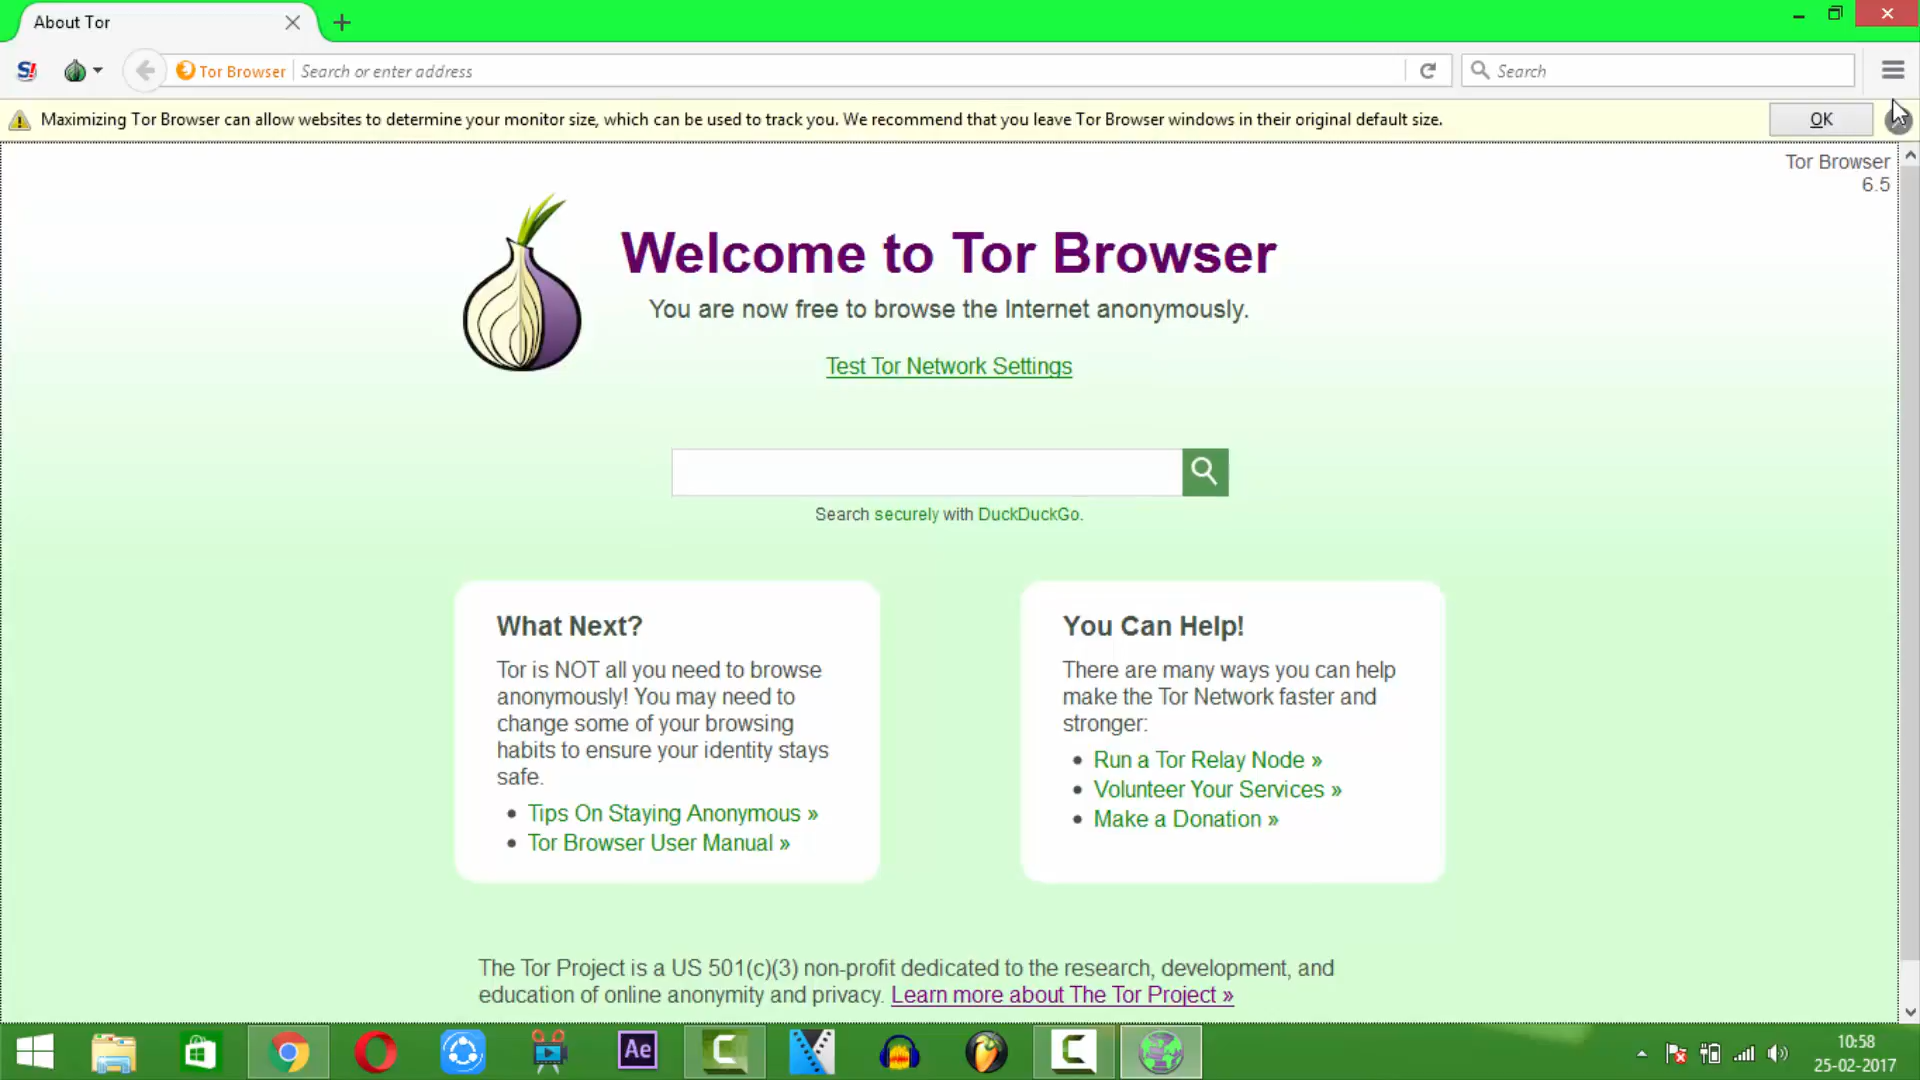 About Tor
S!
Tor Browser
Search or enter address
Search
Maximizing Tor Browser can allow websites to determine your monitor size, which can be used to track you. We recommend that you leave Tor Browser windows in their original default size.
OK
Tor Browser
6.5
Welcome to Tor Browser
You are now free to browse the Internet anonymously.
Test Tor Network Settings
Search securely with DuckDuckGo.
What Next?
Tor is NOT all you need to browse
anonymously! You may need to
change some of your browsing
habits to ensure your identity stays
safe.
Tips On Staying Anonymous »
Tor Browser User Manual »
You Can Help!
There are many ways you can help
make the Tor Network faster and
stronger:
Run a Tor Relay Node »
Volunteer Your Services »
Make a Donation »
The Tor Project is a US 501(c)(3) non-profit dedicated to the research, development, and
education of online anonymity and privacy. Learn more about The Tor Project »
Ae
C
C
10:58
25-02-2017